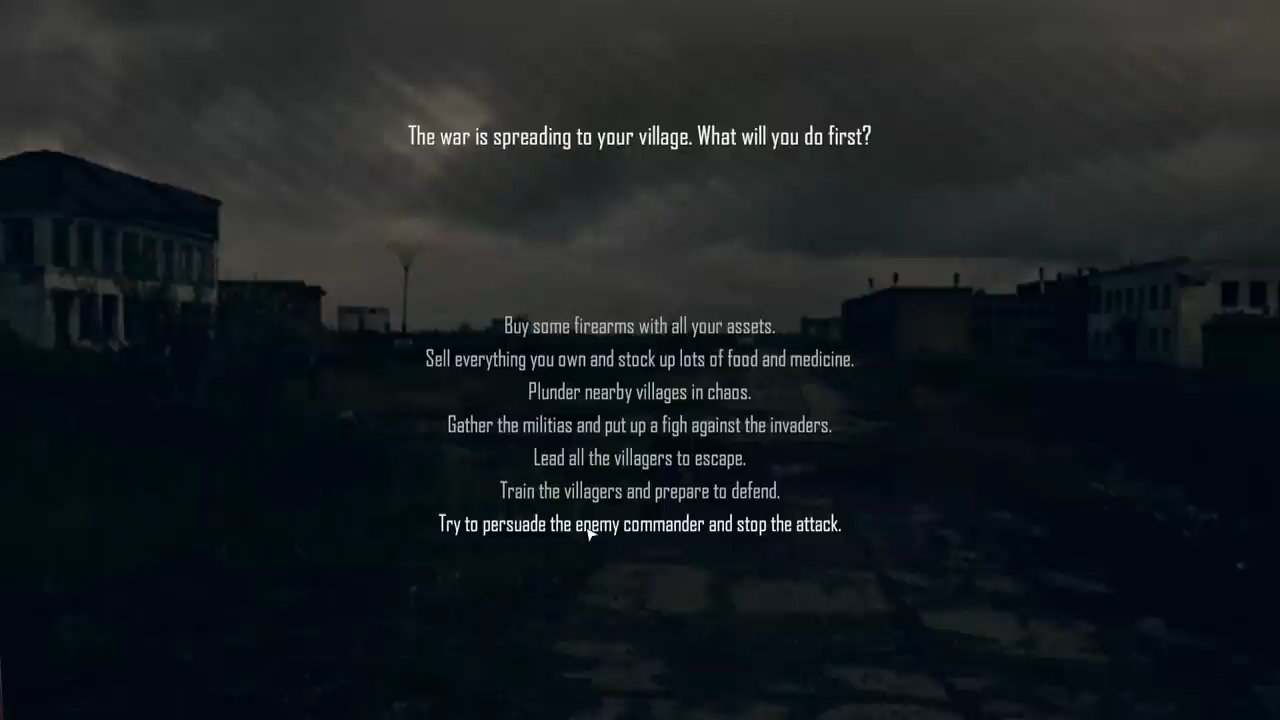 The war is spreading to your village. What will you do first?
Buy some firearms with all your assets.
Sell everything you own and stock up lots of food and medicine.
Plunder nearby villages in chaos.
Gather the militias and put up a figh against the invaders.
Lead all the villagers to escape.
Train the villagers and prepare to defend.
Try to persuade the enemy commander and stop the attack.